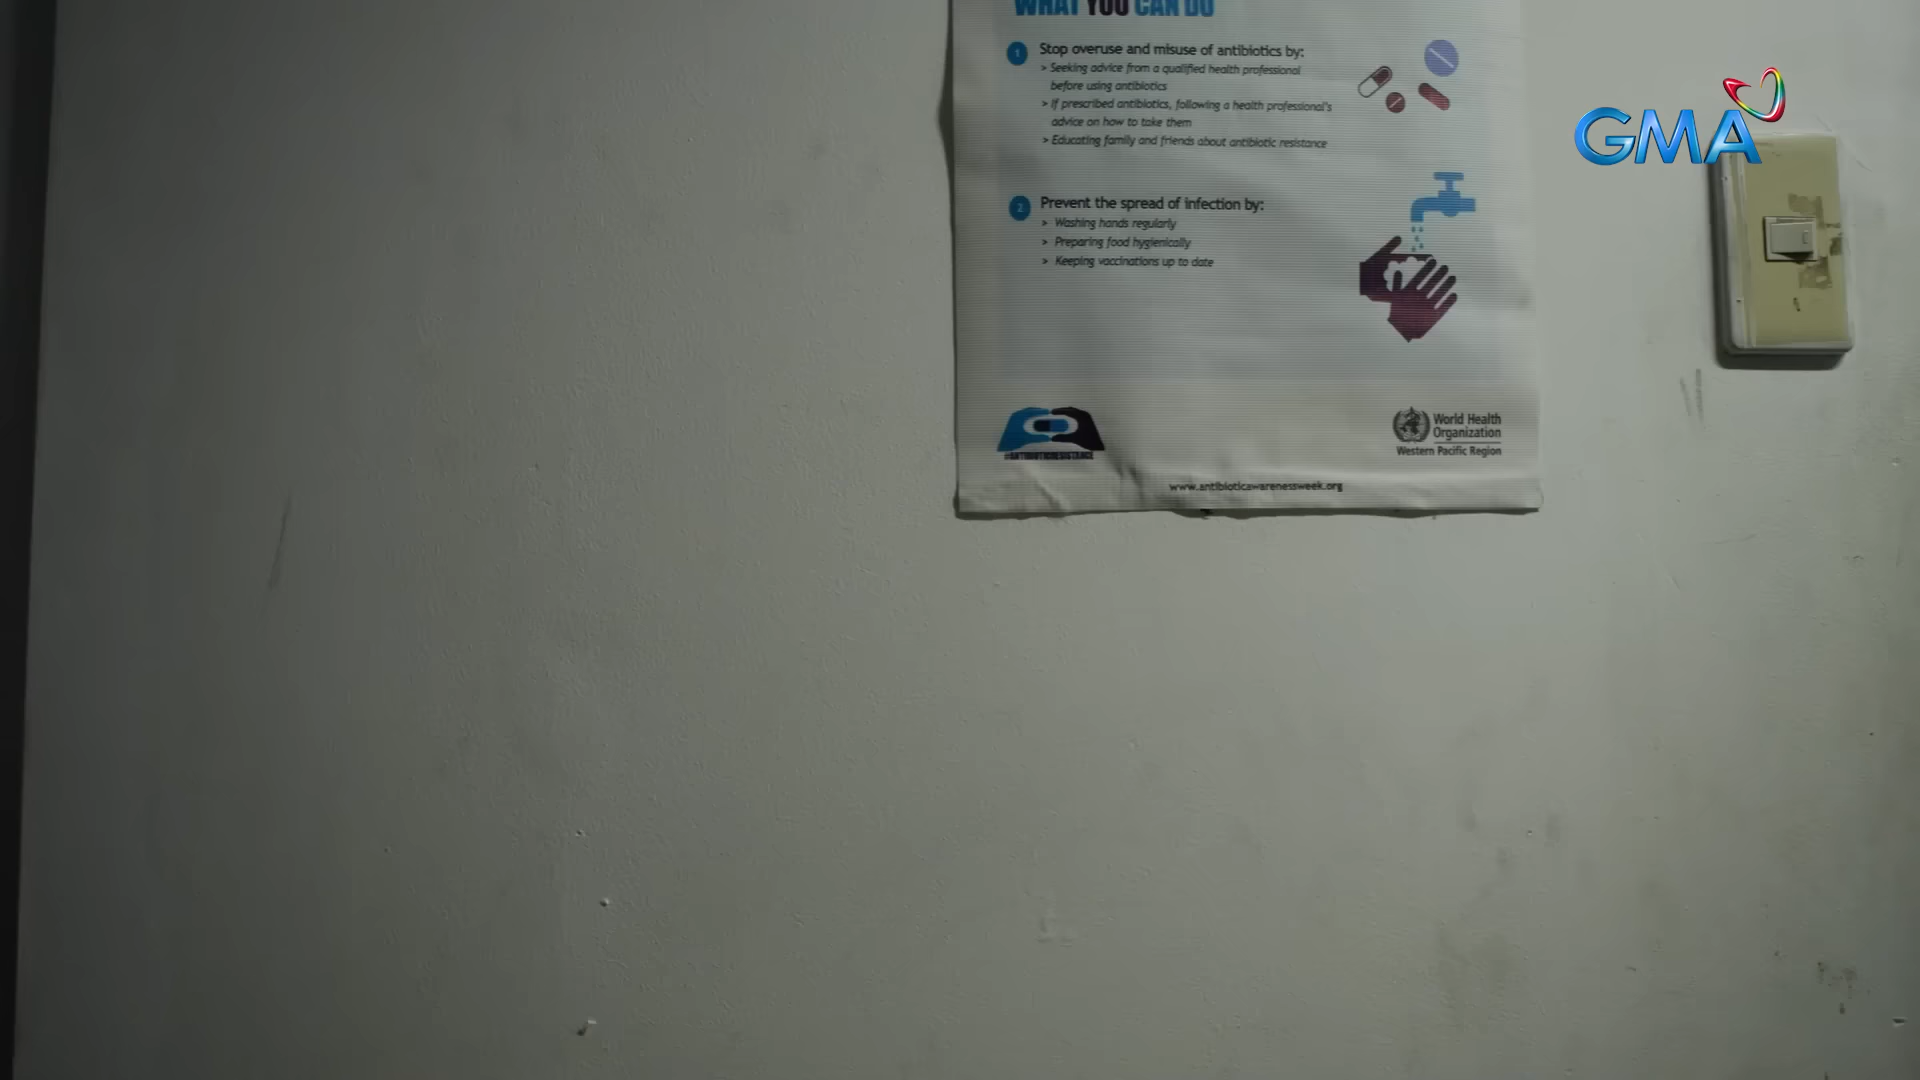 WHAT YOU CAN DO
1 Stop overuse and misuse of antibiotics by:
> Seeking advice from a qualified health professional
before using antibiotics
> If prescribed antibiotics, following a health professional's
advice on how to take them
> Educating family and friends about antibiotic resistance
GMA
2 Prevent the spread of infection by:
> Washing hands regularly
> Preparing food hygienically
> Keeping vaccinations up to date
#ANTIBIOTICRESISTANCE
World Health
Organization
Western Pacific Region
www.antibioticawarenessweek.org